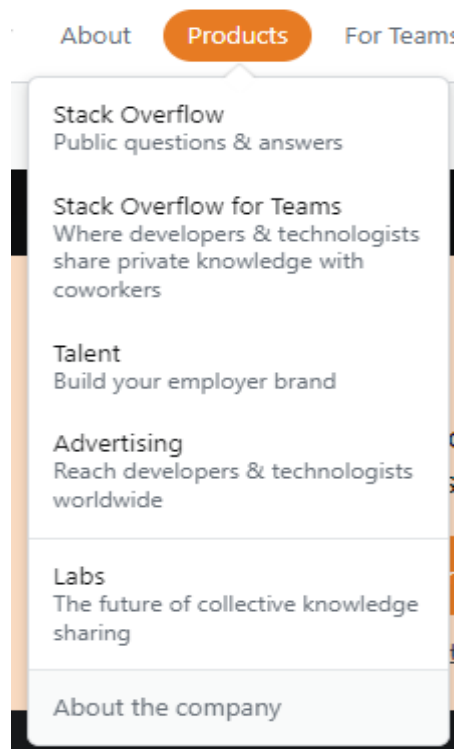 About Products For Teams
Stack Overflow
Public questions & answers
Stack Overflow for Teams
Where developers & technologists
share private knowledge with
coworkers
Talent
Build your employer brand
Advertising
Reach developers & technologists
worldwide
Labs
The future of collective knowledge
sharing
About the company